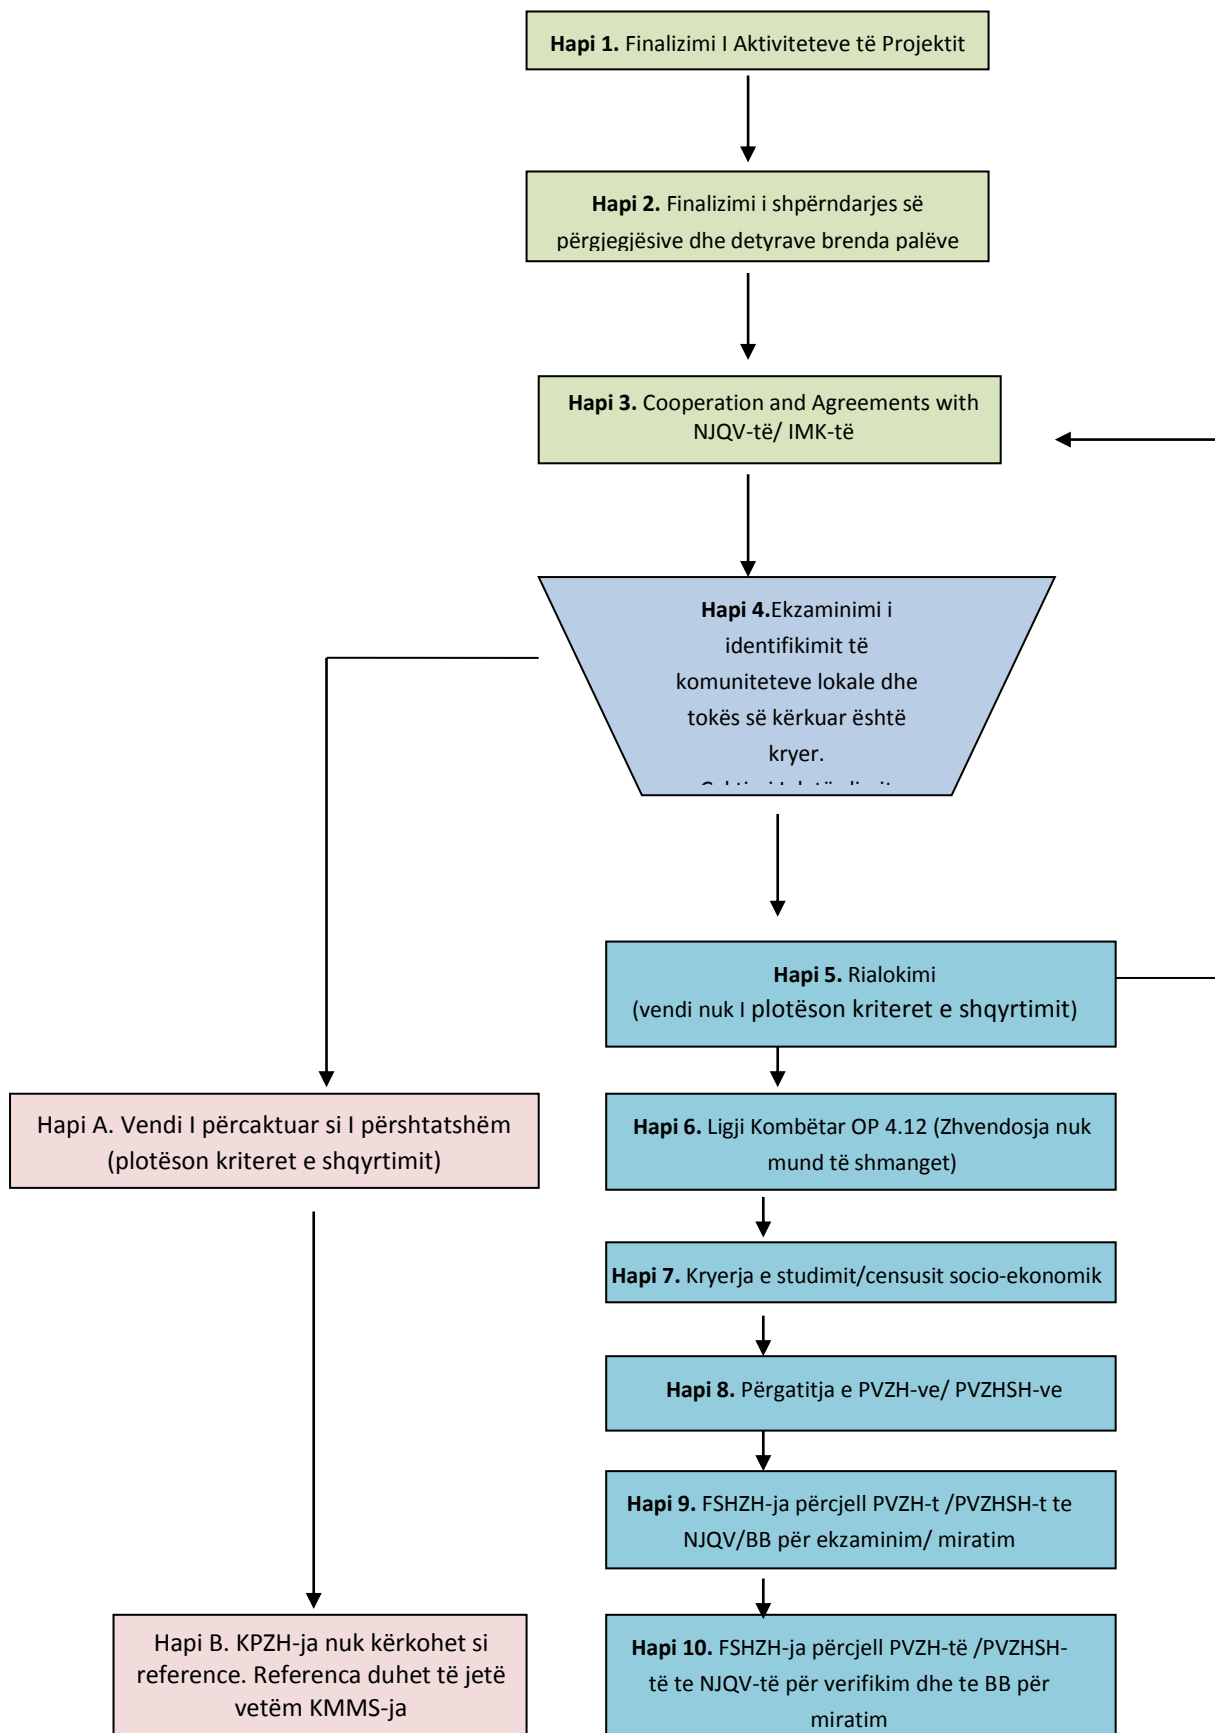 Hapi 1. Finalizimi I Aktiviteteve të Projektit
Hapi 2. Finalizimi i shpërndarjes së
përgjegjësive dhe detyrave brenda palëve
Hapi 3. Cooperation and Agreements with
NJQV-të/ IMK-të
Hapi 4.Ekzaminimi i
identifikimit të
komuniteteve lokale dhe
tokës së kërkuar është
kryer.
Hapi 5. Rialokimi
(vendi nuk I plotëson kriteret e shqyrtimit)
Hapi A. Vendi I përcaktuar si I përshtatshëm
(plotëson kriteret e shqyrtimit)
Hapi 6. Ligji Kombëtar OP 4.12 (Zhvendosja nuk
mund të shmanget)
Hapi 7. Kryerja e studimit/censusit socio-ekonomik
Hapi 8. Përgatitja e PVZH-ve/ PVZHSH-ve
Hapi 9. FSHZH-ja përcjell PVZH-t /PVZHSH-t te
NJQV/BB për ekzaminim/ miratim
Hapi B. KPZH-ja nuk kërkohet si
reference. Referenca duhet të jetë
vetëm KMMS-ja
Hapi 10. FSHZH-ja përcjell PVZH-të /PVZHSH-
të te NJQV-të për verifikim dhe te BB për
miratim